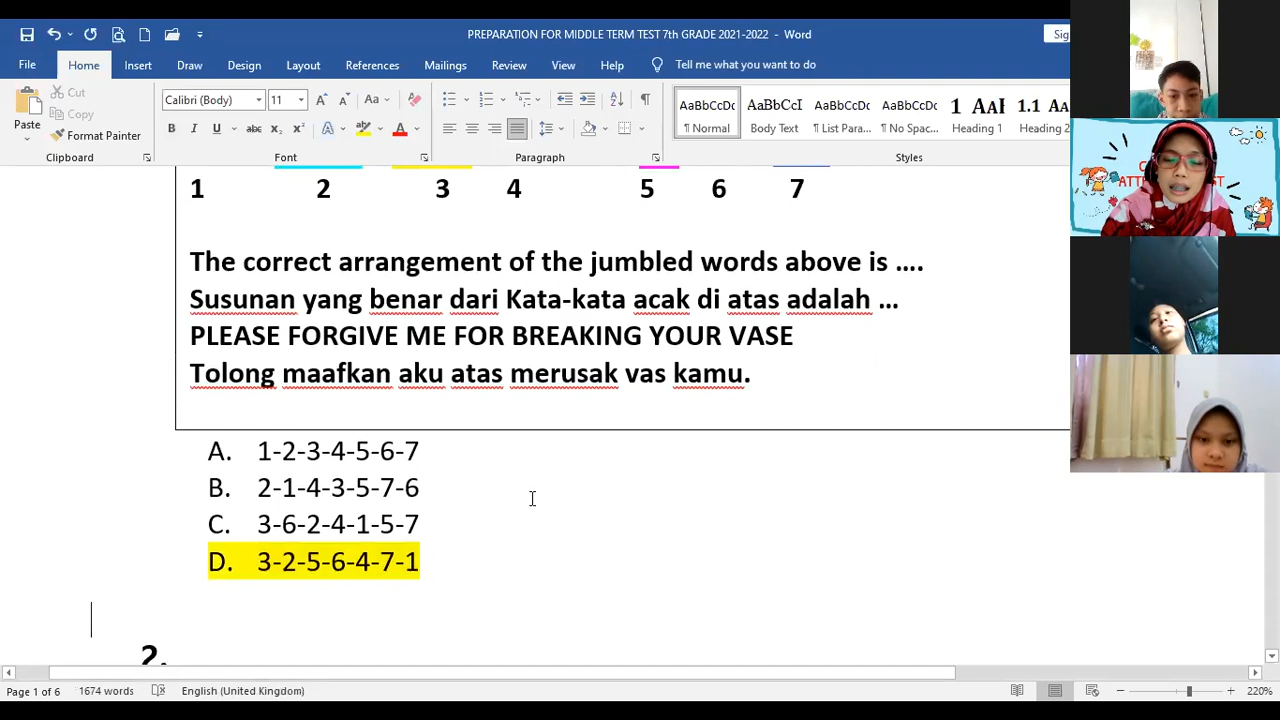 PREPARATION FOR MIDDLE TERM TEST 7th GRADE 2021-2022 - Word
File Home Insert Draw Design Layout References Mailings Review View Help Tell me what you want to do
Paste Cut Copy Format Painter
Calibri (Body) 11
AaBbCcDc AaBbCcI AaBbCcDc AaBbCcDc 1 AaB 1.1 Aa
¶ Normal Body Text ¶ List Para... ¶ No Spac... Heading 1 Heading 2
Clipboard Font Paragraph Styles
1 2 3 4 5 6 7
The correct arrangement of the jumbled words above is ....
Susunan yang benar dari Kata-kata acak di atas adalah ...
PLEASE FORGIVE ME FOR BREAKING YOUR VASE
Tolong maafkan aku atas merusak vas kamu.
A. 1-2-3-4-5-6-7
B. 2-1-4-3-5-7-6
C. 3-6-2-4-1-5-7
D. 3-2-5-6-4-7-1
2.
Page 1 of 6 1674 words English (United Kingdom) 220%